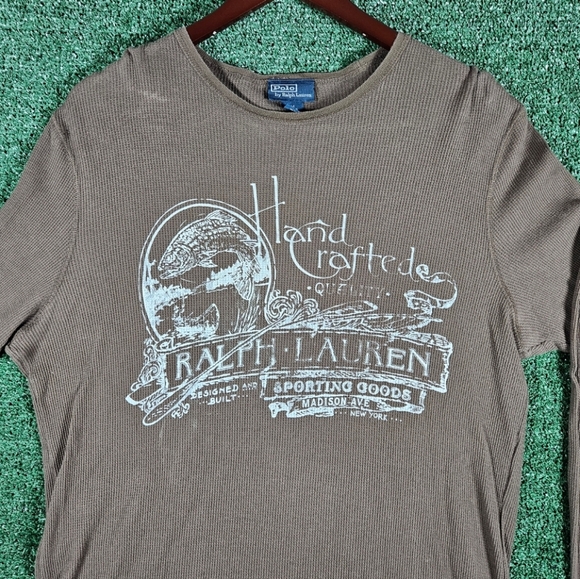 Polo
by Ralph Lauren
Hand
Crafted
·QUALITY·
RALPH·LAUREN
DESIGNED AND
··BUILT··
SPORTING GOODS
MADISON AVE
··NEW YORK··